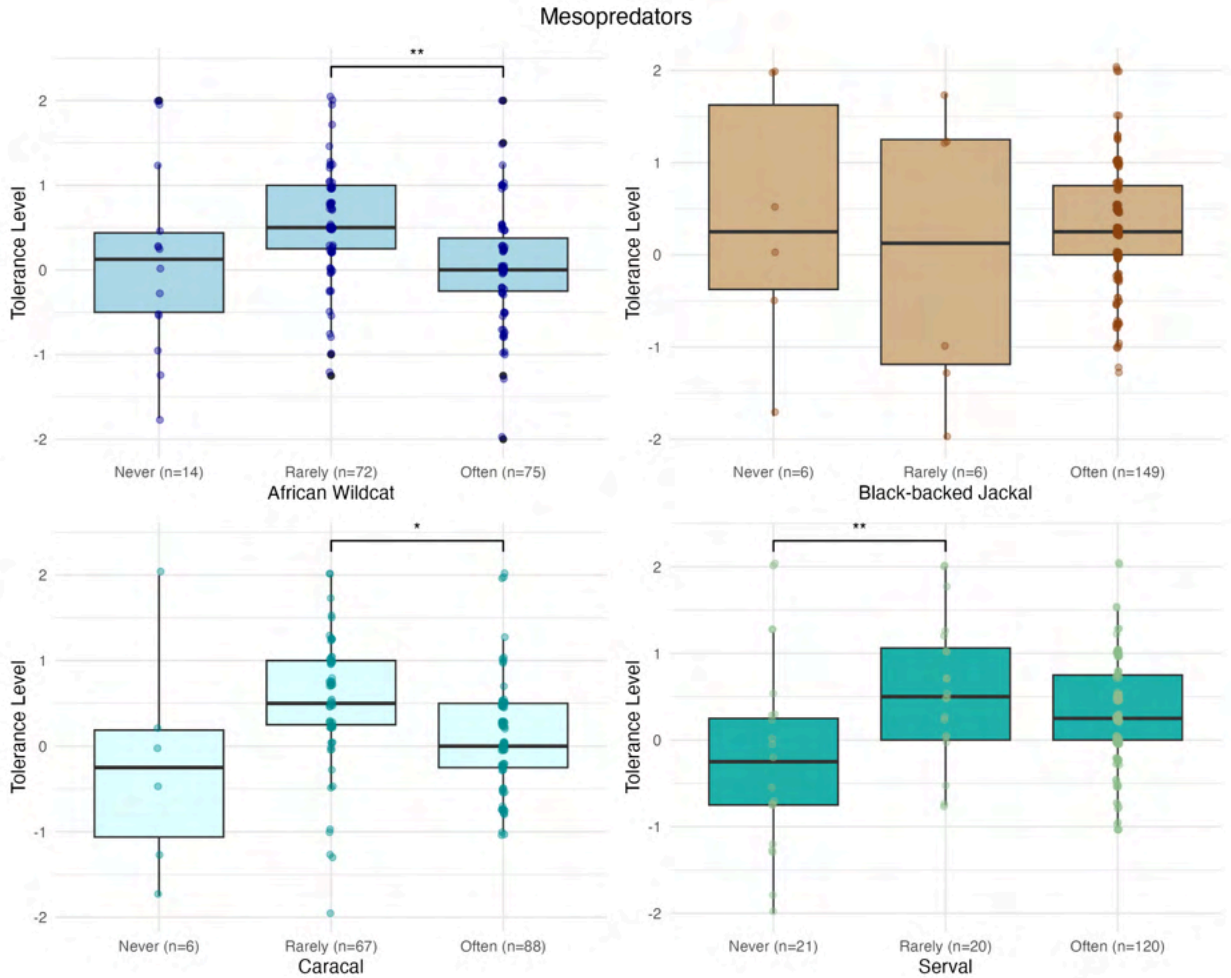 Mesopredators
**
2
1
0
-1
-2
Tolerance Level
Never (n=14) Rarely (n=72) Often (n=75)
African Wildcat
2
1
0
-1
-2
Tolerance Level
Never (n=6) Rarely (n=6) Often (n=149)
Black-backed Jackal
*
2
1
0
-1
-2
Tolerance Level
Never (n=6) Rarely (n=67) Often (n=88)
Caracal
**
2
1
0
-1
-2
Tolerance Level
Never (n=21) Rarely (n=20) Often (n=120)
Serval